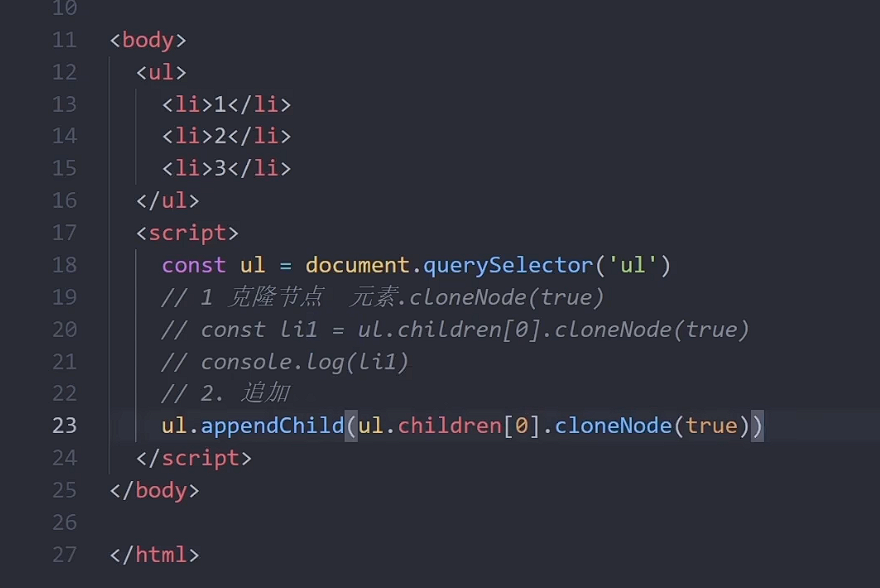 10
11 <body>
12 <ul>
13 <li>1</li>
14 <li>2</li>
15 <li>3</li>
16 </ul>
17 <script>
18 const ul = document.querySelector('ul')
19 // 1 克隆节点 元素.cloneNode(true)
20 // const li1 = ul.children[0].cloneNode(true)
21 // console.log(li1)
22 // 2. 追加
23 ul.appendChild(ul.children[0].cloneNode(true))
24 </script>
25 </body>
26
27 </html>